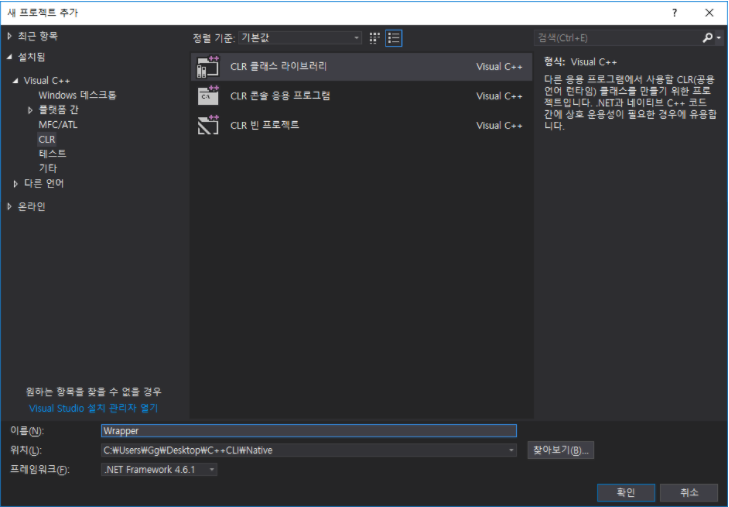 새 프로젝트 추가
? ×
최근 항목
설치됨
Visual C++
Windows 데스크톱
플랫폼 간
MFC/ATL
CLR
테스트
기타
다른 언어
온라인
원하는 항목을 찾을 수 없을 경우
Visual Studio 설치 관리자 열기
정렬 기준: 기본값
CLR 클래스 라이브러리 Visual C++
CLR 콘솔 응용 프로그램 Visual C++
CLR 빈 프로젝트 Visual C++
검색(Ctrl+E)
형식: Visual C++
다른 응용 프로그램에서 사용할 CLR(공용
언어 런타임) 클래스를 만들기 위한 프로
젝트입니다. .NET과 네이티브 C++ 코드
간에 상호 운용성이 필요한 경우에 유용합
니다.
이름(N): Wrapper
위치(L): C:₩Users₩Gg₩Desktop₩C++CLI₩Native 찾아보기(B)...
프레임워크(F): .NET Framework 4.6.1
확인 취소